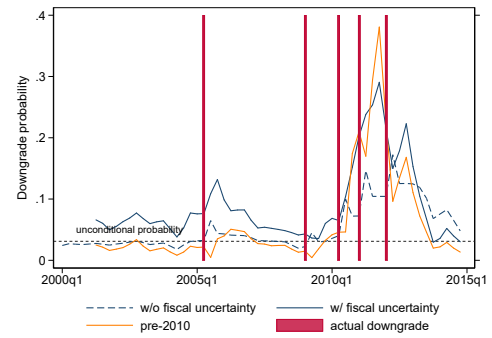 .4
.3
.2
.1
0
Downgrade probability
unconditional probability
2000q1 2005q1 2010q1 2015q1
w/o fiscal uncertainty w/ fiscal uncertainty
pre-2010 actual downgrade